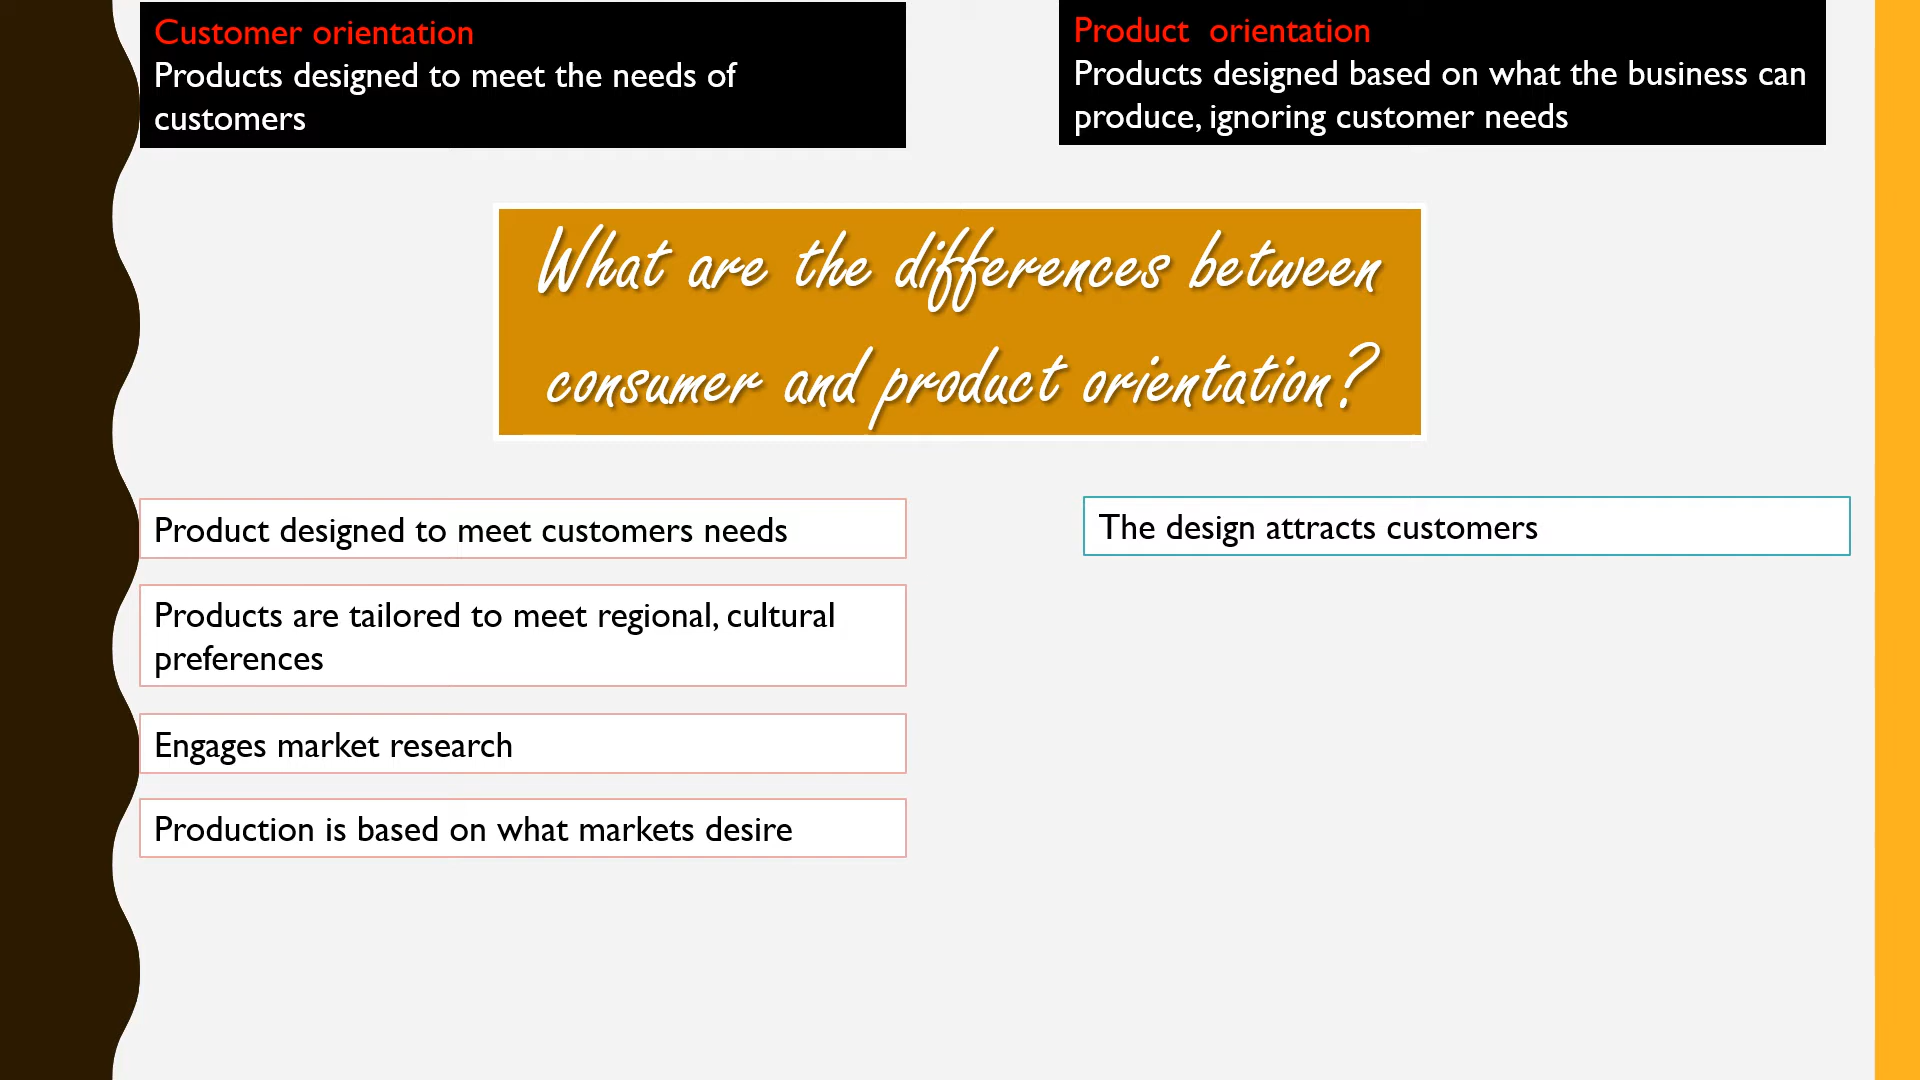 Customer orientation
Products designed to meet the needs of
customers
Product  orientation
Products designed based on what the business can
produce, ignoring customer needs
What are the differences between
consumer and product orientation?
Product designed to meet customers needs
Products are tailored to meet regional, cultural
preferences
Engages market research
Production is based on what markets desire
The design attracts customers